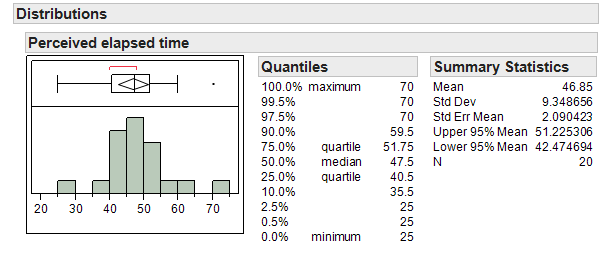 Distributions
Perceived elapsed time
20 30 40 50 60 70
Quantiles
100.0% maximum 70
99.5% 70
97.5% 70
90.0% 59.5
75.0% quartile 51.75
50.0% median 47.5
25.0% quartile 40.5
10.0% 35.5
2.5% 25
0.5% 25
0.0% minimum 25
Summary Statistics
Mean 46.85
Std Dev 9.348656
Std Err Mean 2.090423
Upper 95% Mean 51.225306
Lower 95% Mean 42.474694
N 20